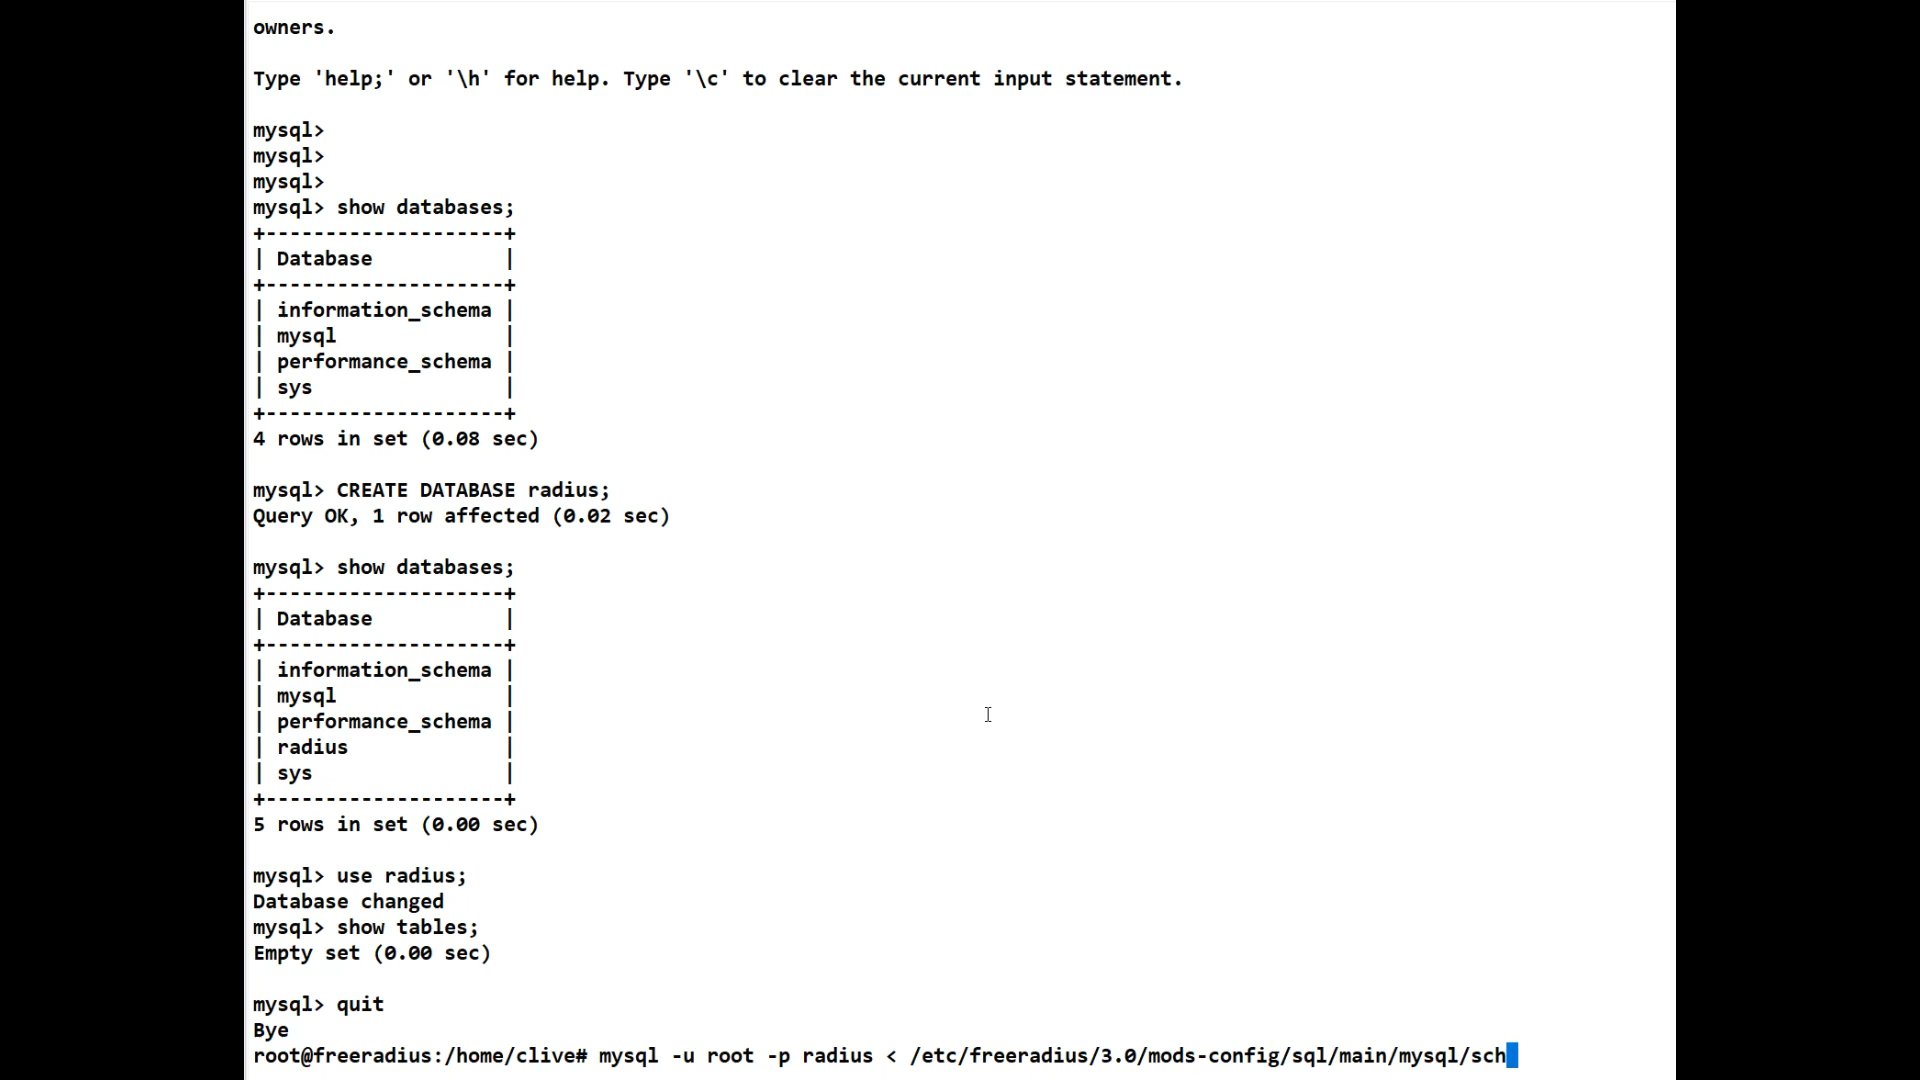 owners.
Type 'help;' or '\h' for help. Type '\c' to clear the current input statement.
mysql>
mysql>
mysql>
mysql> show databases;
+--------------------+
| Database           |
+--------------------+
| information_schema |
| mysql              |
| performance_schema |
| sys                |
+--------------------+
4 rows in set (0.08 sec)
mysql> CREATE DATABASE radius;
Query OK, 1 row affected (0.02 sec)
mysql> show databases;
+--------------------+
| Database           |
+--------------------+
| information_schema |
| mysql              |
| performance_schema |
| radius             |
| sys                |
+--------------------+
5 rows in set (0.00 sec)
mysql> use radius;
Database changed
mysql> show tables;
Empty set (0.00 sec)
mysql> quit
Bye
root@freeradius:/home/clive# mysql -u root -p radius < /etc/freeradius/3.0/mods-config/sql/main/mysql/sch